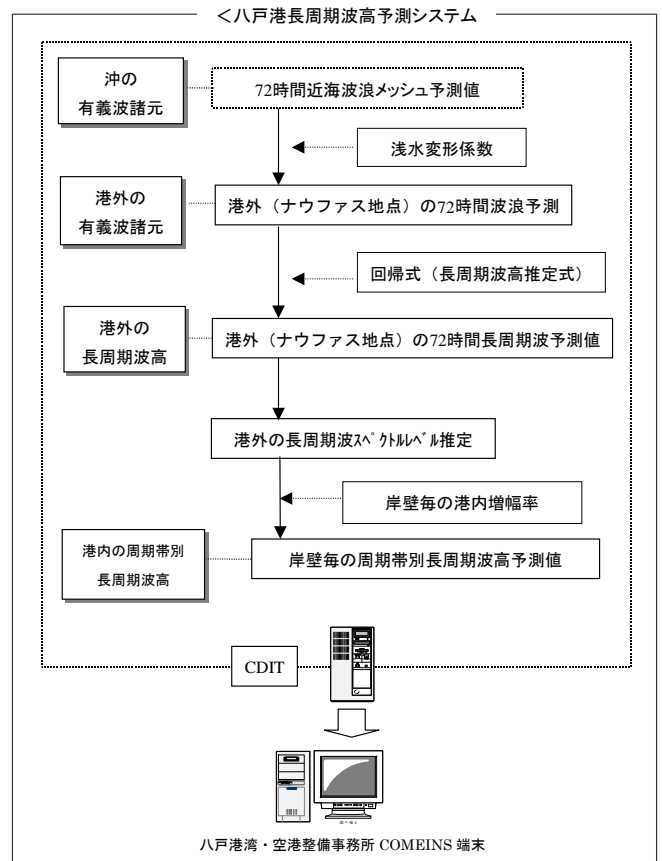 <八戸港長周期波高予測システム
沖の
有義波諸元
72時間近海波浪メッシュ予測値
浅水変形係数
港外の
有義波諸元
港外（ナウファス地点）の72時間波浪予測
回帰式（長周期波高推定式）
港外の
長周期波高
港外（ナウファス地点）の72時間長周期波予測値
港外の長周期波ｽﾍﾟｸﾄﾙﾚﾍﾞﾙ推定
岸壁毎の港内増幅率
港内の周期帯別
長周期波高
岸壁毎の周期帯別長周期波高予測値
CDIT
八戸港湾・空港整備事務所 COMEINS 端末